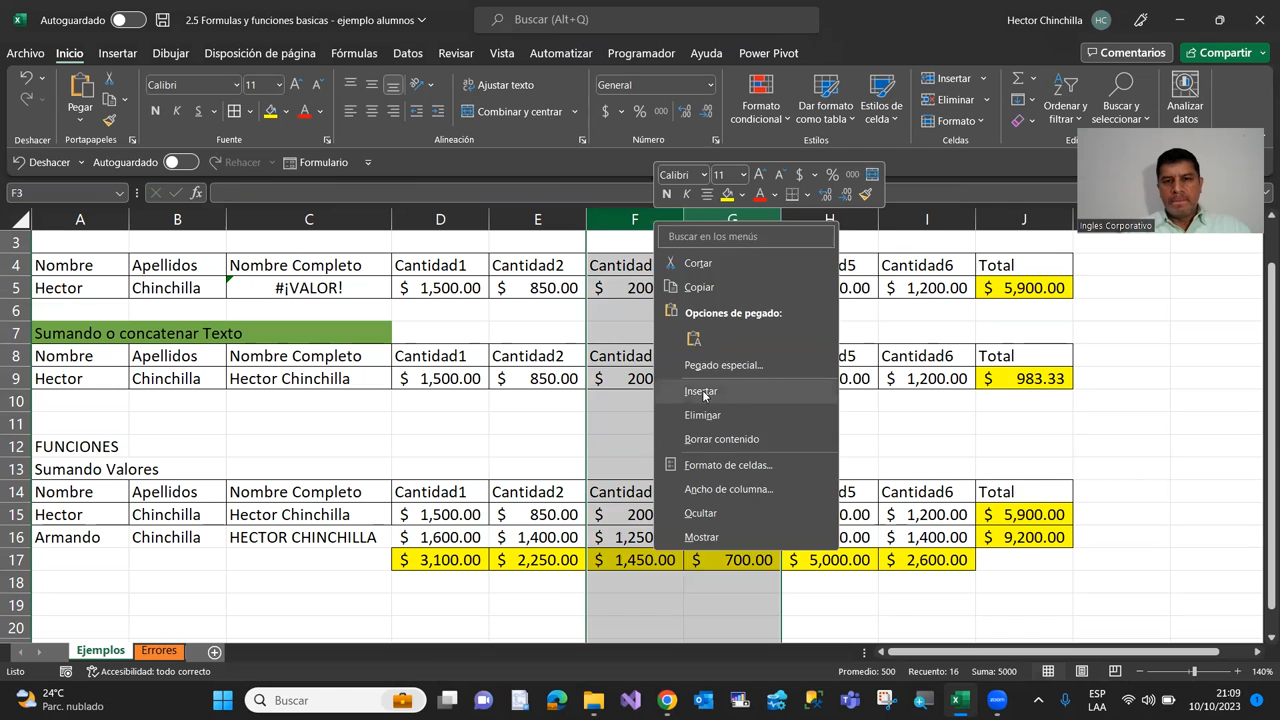 Autoguardado
2.5 Formulas y funciones basicas - ejemplo alumnos
Buscar (Alt+Q)
Hector Chinchilla
HC
Archivo Inicio Insertar Dibujar Disposición de página Fórmulas Datos Revisar Vista Automatizar Programador Ayuda Power Pivot
Comentarios
Compartir
Pegar
Calibri 11
N K S
Ajustar texto
Combinar y centrar
General
$ % 000
Formato condicional
Dar formato como tabla
Estilos de celda
Insertar
Eliminar
Formato
Ordenar y filtrar
Buscar y seleccionar
Analizar datos
Deshacer Portapapeles Fuente Alineación Número Estilos Celdas
Deshacer Autoguardado Rehacer Formulario
Calibri 11 $ % 000
N K
F3
fx
Ingles Corporativo
A B C D E F G H I J
3
4 Nombre Apellidos Nombre Completo Cantidad1 Cantidad2 Cantidad d5 Cantidad6 Total
5 Hector Chinchilla #¡VALOR! $ 1,500.00 $ 850.00 $ 200 0.00 $ 1,200.00 $ 5,900.00
6
7 Sumando o concatenar Texto
8 Nombre Apellidos Nombre Completo Cantidad1 Cantidad2 Cantidad d5 Cantidad6 Total
9 Hector Chinchilla Hector Chinchilla $ 1,500.00 $ 850.00 $ 200 0.00 $ 1,200.00 $ 983.33
10
11
12 FUNCIONES
13 Sumando Valores
14 Nombre Apellidos Nombre Completo Cantidad1 Cantidad2 Cantidad d5 Cantidad6 Total
15 Hector Chinchilla Hector Chinchilla $ 1,500.00 $ 850.00 $ 200 0.00 $ 1,200.00 $ 5,900.00
16 Armando Chinchilla HECTOR CHINCHILLA $ 1,600.00 $ 1,400.00 $ 1,250 0.00 $ 1,400.00 $ 9,200.00
17 $ 3,100.00 $ 2,250.00 $ 1,450.00 $ 700.00 $ 5,000.00 $ 2,600.00
18
19
20
Buscar en los menús
Cortar
Copiar
Opciones de pegado:
Pegado especial...
Insertar
Eliminar
Borrar contenido
Formato de celdas...
Ancho de columna...
Ocultar
Mostrar
Ejemplos Errores
Listo
Accesibilidad: todo correcto
Promedio: 500 Recuento: 16 Suma: 5000
140%
24°C
Parc. nublado
Buscar
ESP
LAA
21:09
10/10/2023